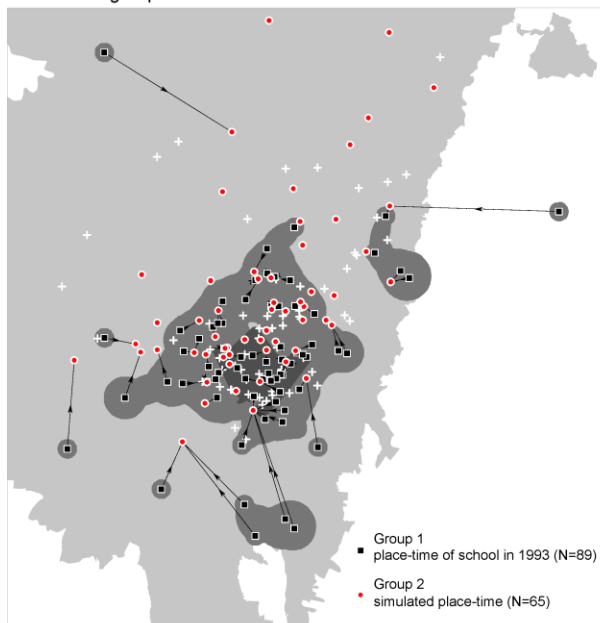 Group 1
place-time of school in 1993 (N=89)
Group 2
simulated place-time (N=65)